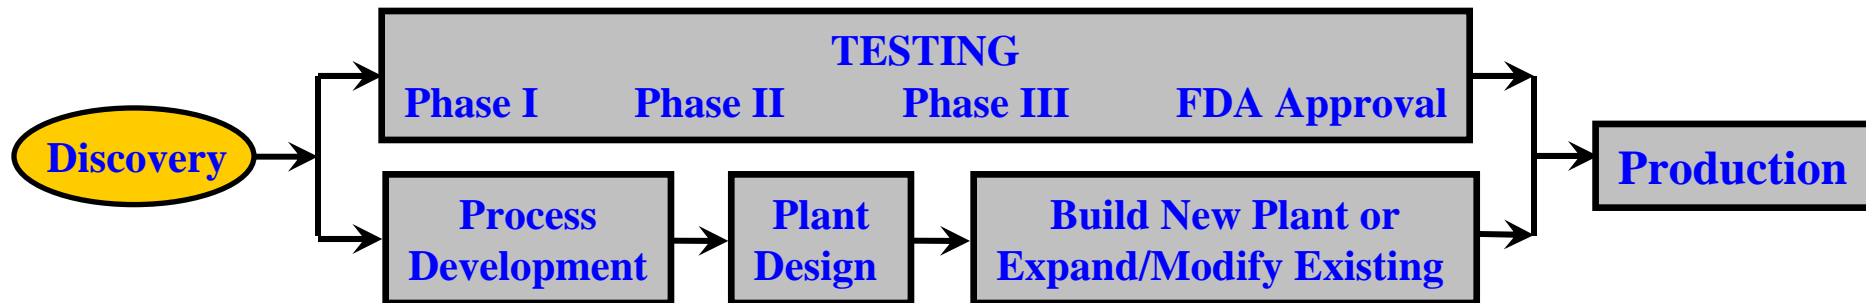 TESTING
Phase I Phase II Phase III FDA Approval
Discovery
Process
Development
Plant
Design
Build New Plant or
Expand/Modify Existing
Production